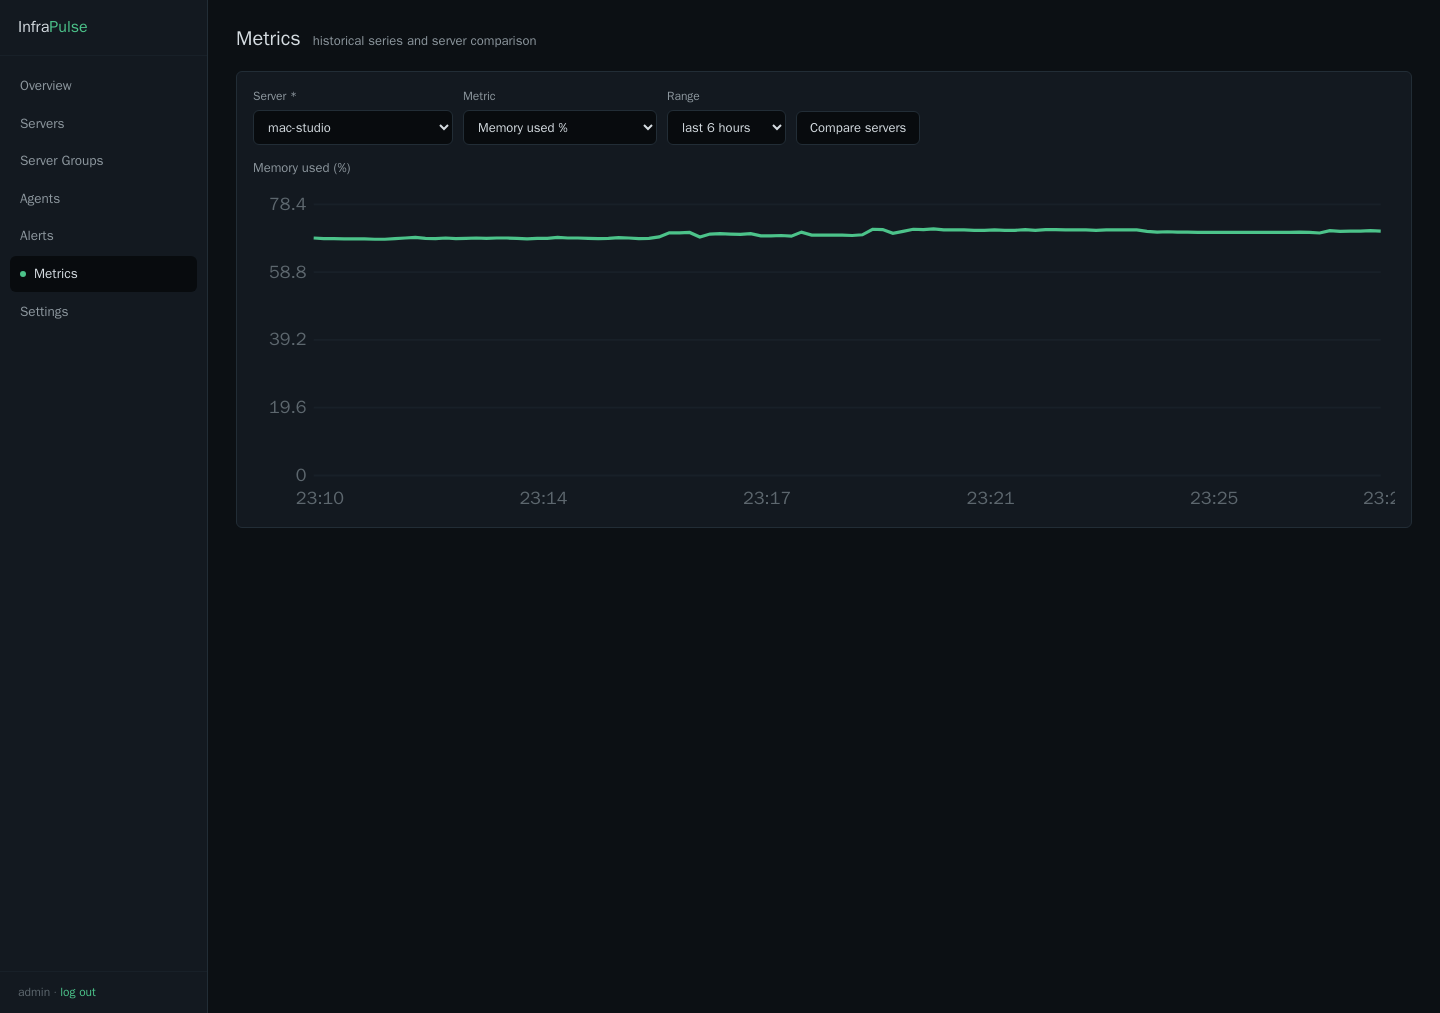 InfraPulse
Overview
Servers
Server Groups
Agents
Alerts
Metrics
Settings
admin · log out
Metrics historical series and server comparison
Server * Metric Range
mac-studio Memory used % last 6 hours Compare servers
Memory used (%)
78.4
58.8
39.2
19.6
0
23:10 23:14 23:17 23:21 23:25